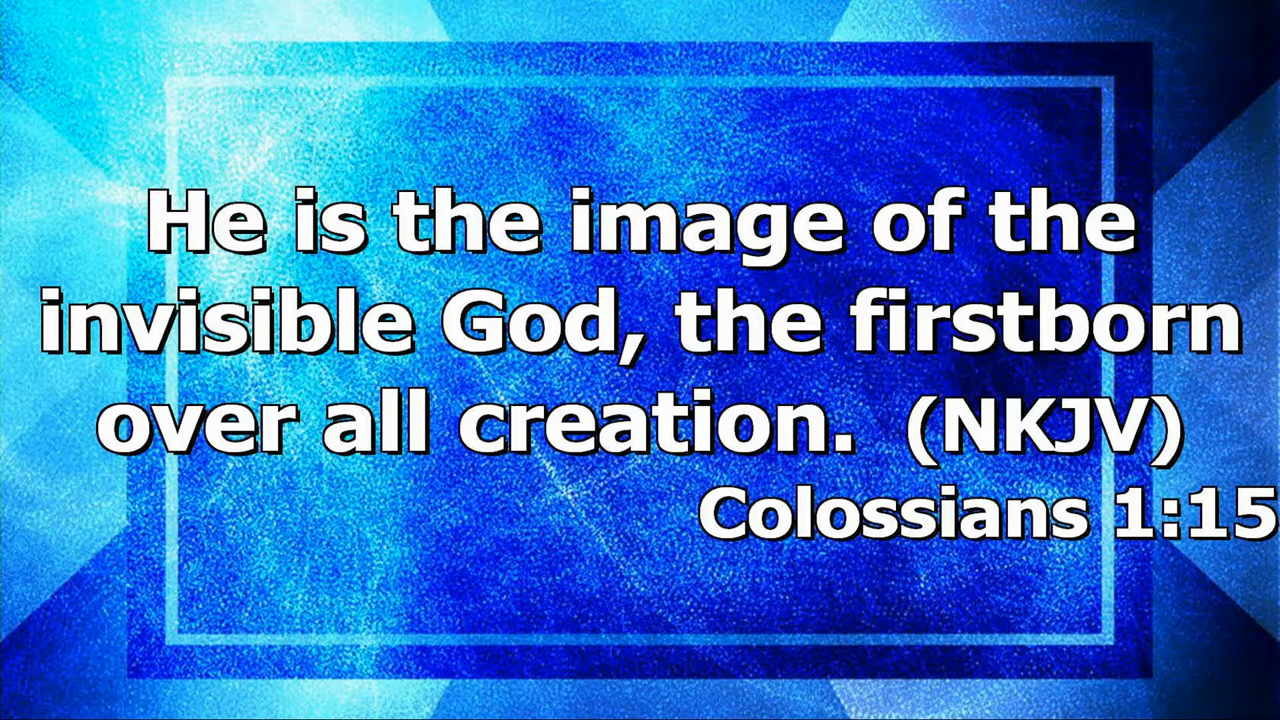 He is the image of the
invisible God, the firstborn
over all creation. (NKJV)
Colossians 1:15